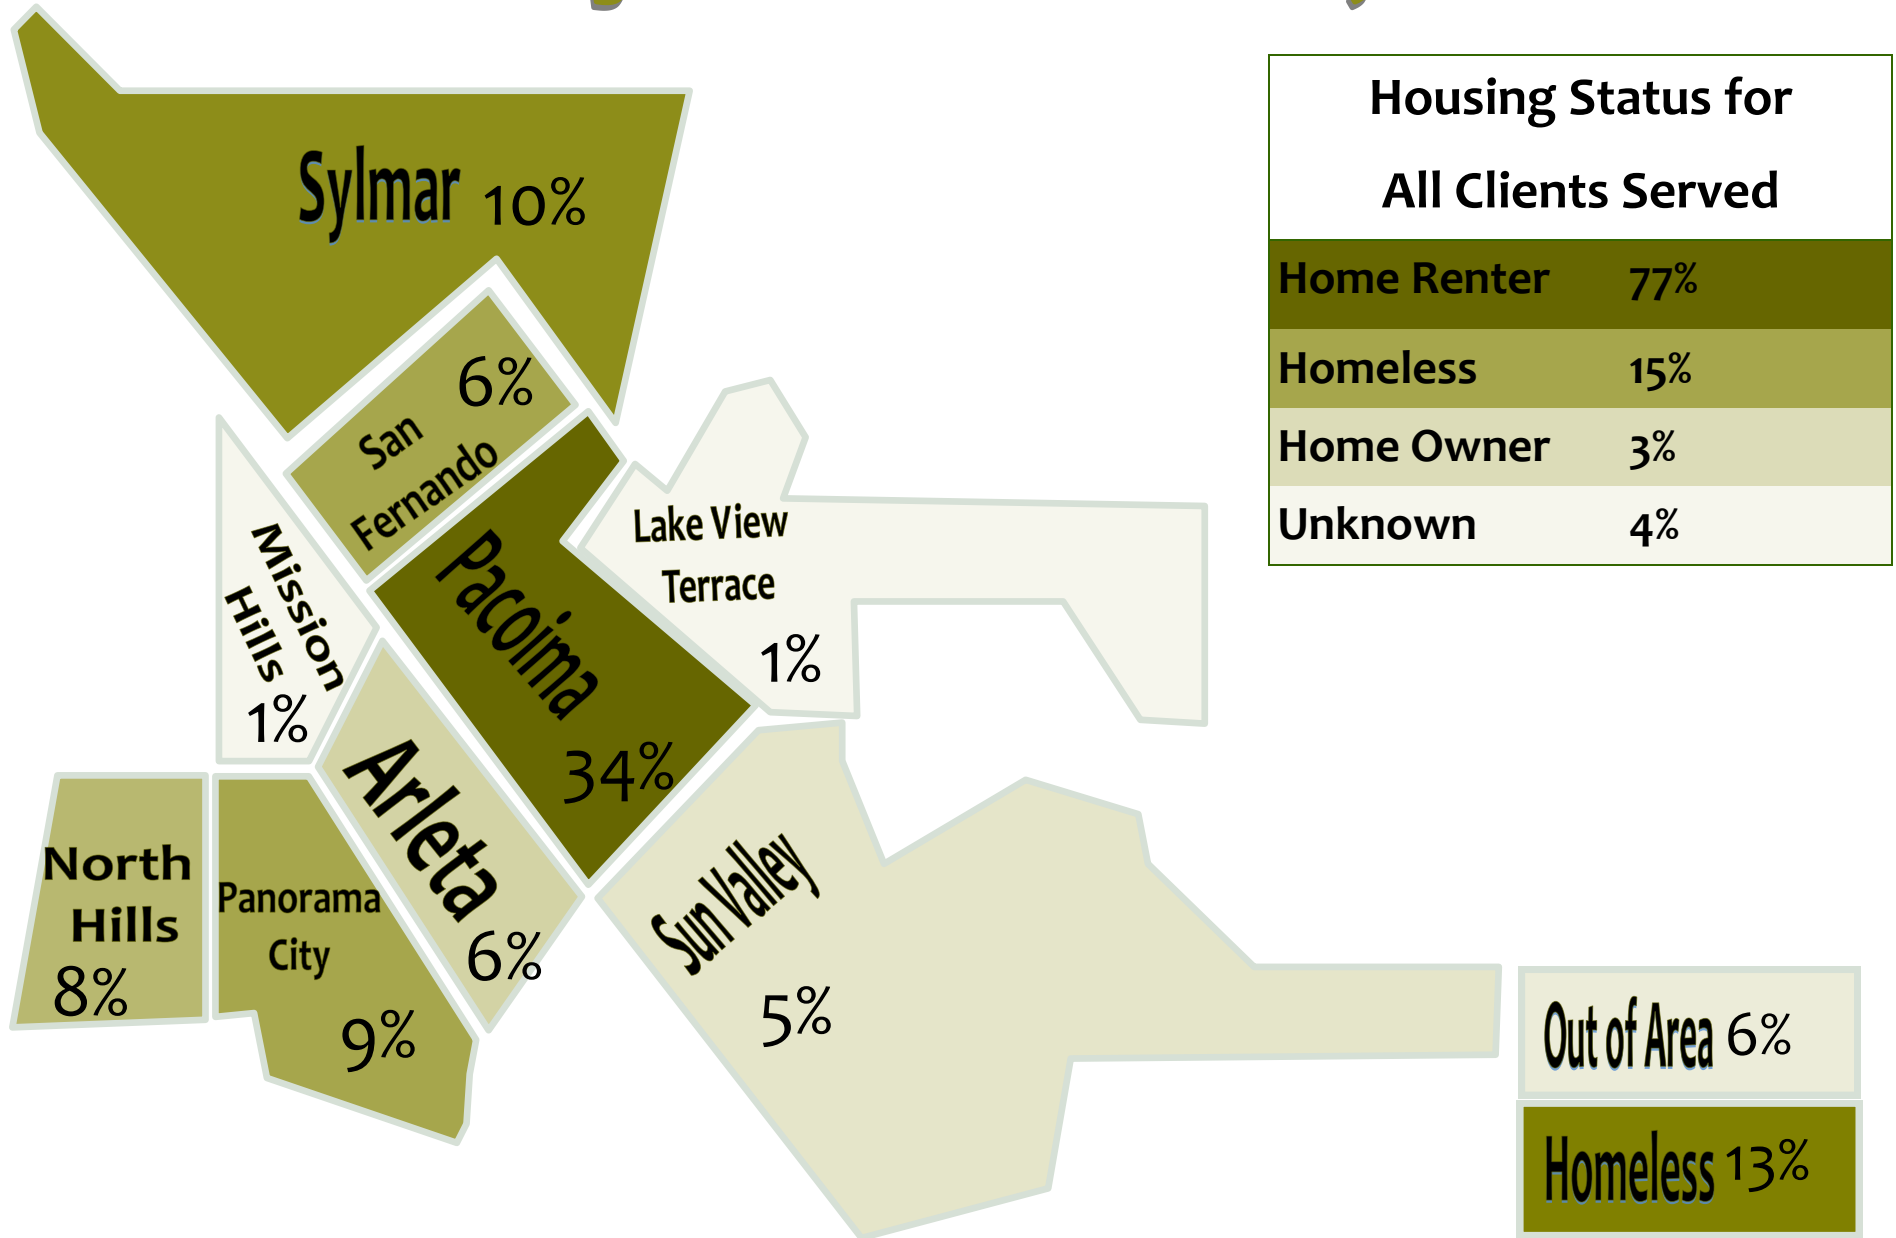 Housing Status for
All Clients Served
Home Renter 77%
Homeless 15%
Home Owner 3%
Unknown 4%
Sylmar 10%
6%
San
Fernando
Mission
Hills
1%
Pacoima
34%
Lake View
Terrace
1%
North
Hills
8%
Panorama
City
9%
Arleta
6%
Sun Valley
5%
Out of Area 6%
Homeless 13%